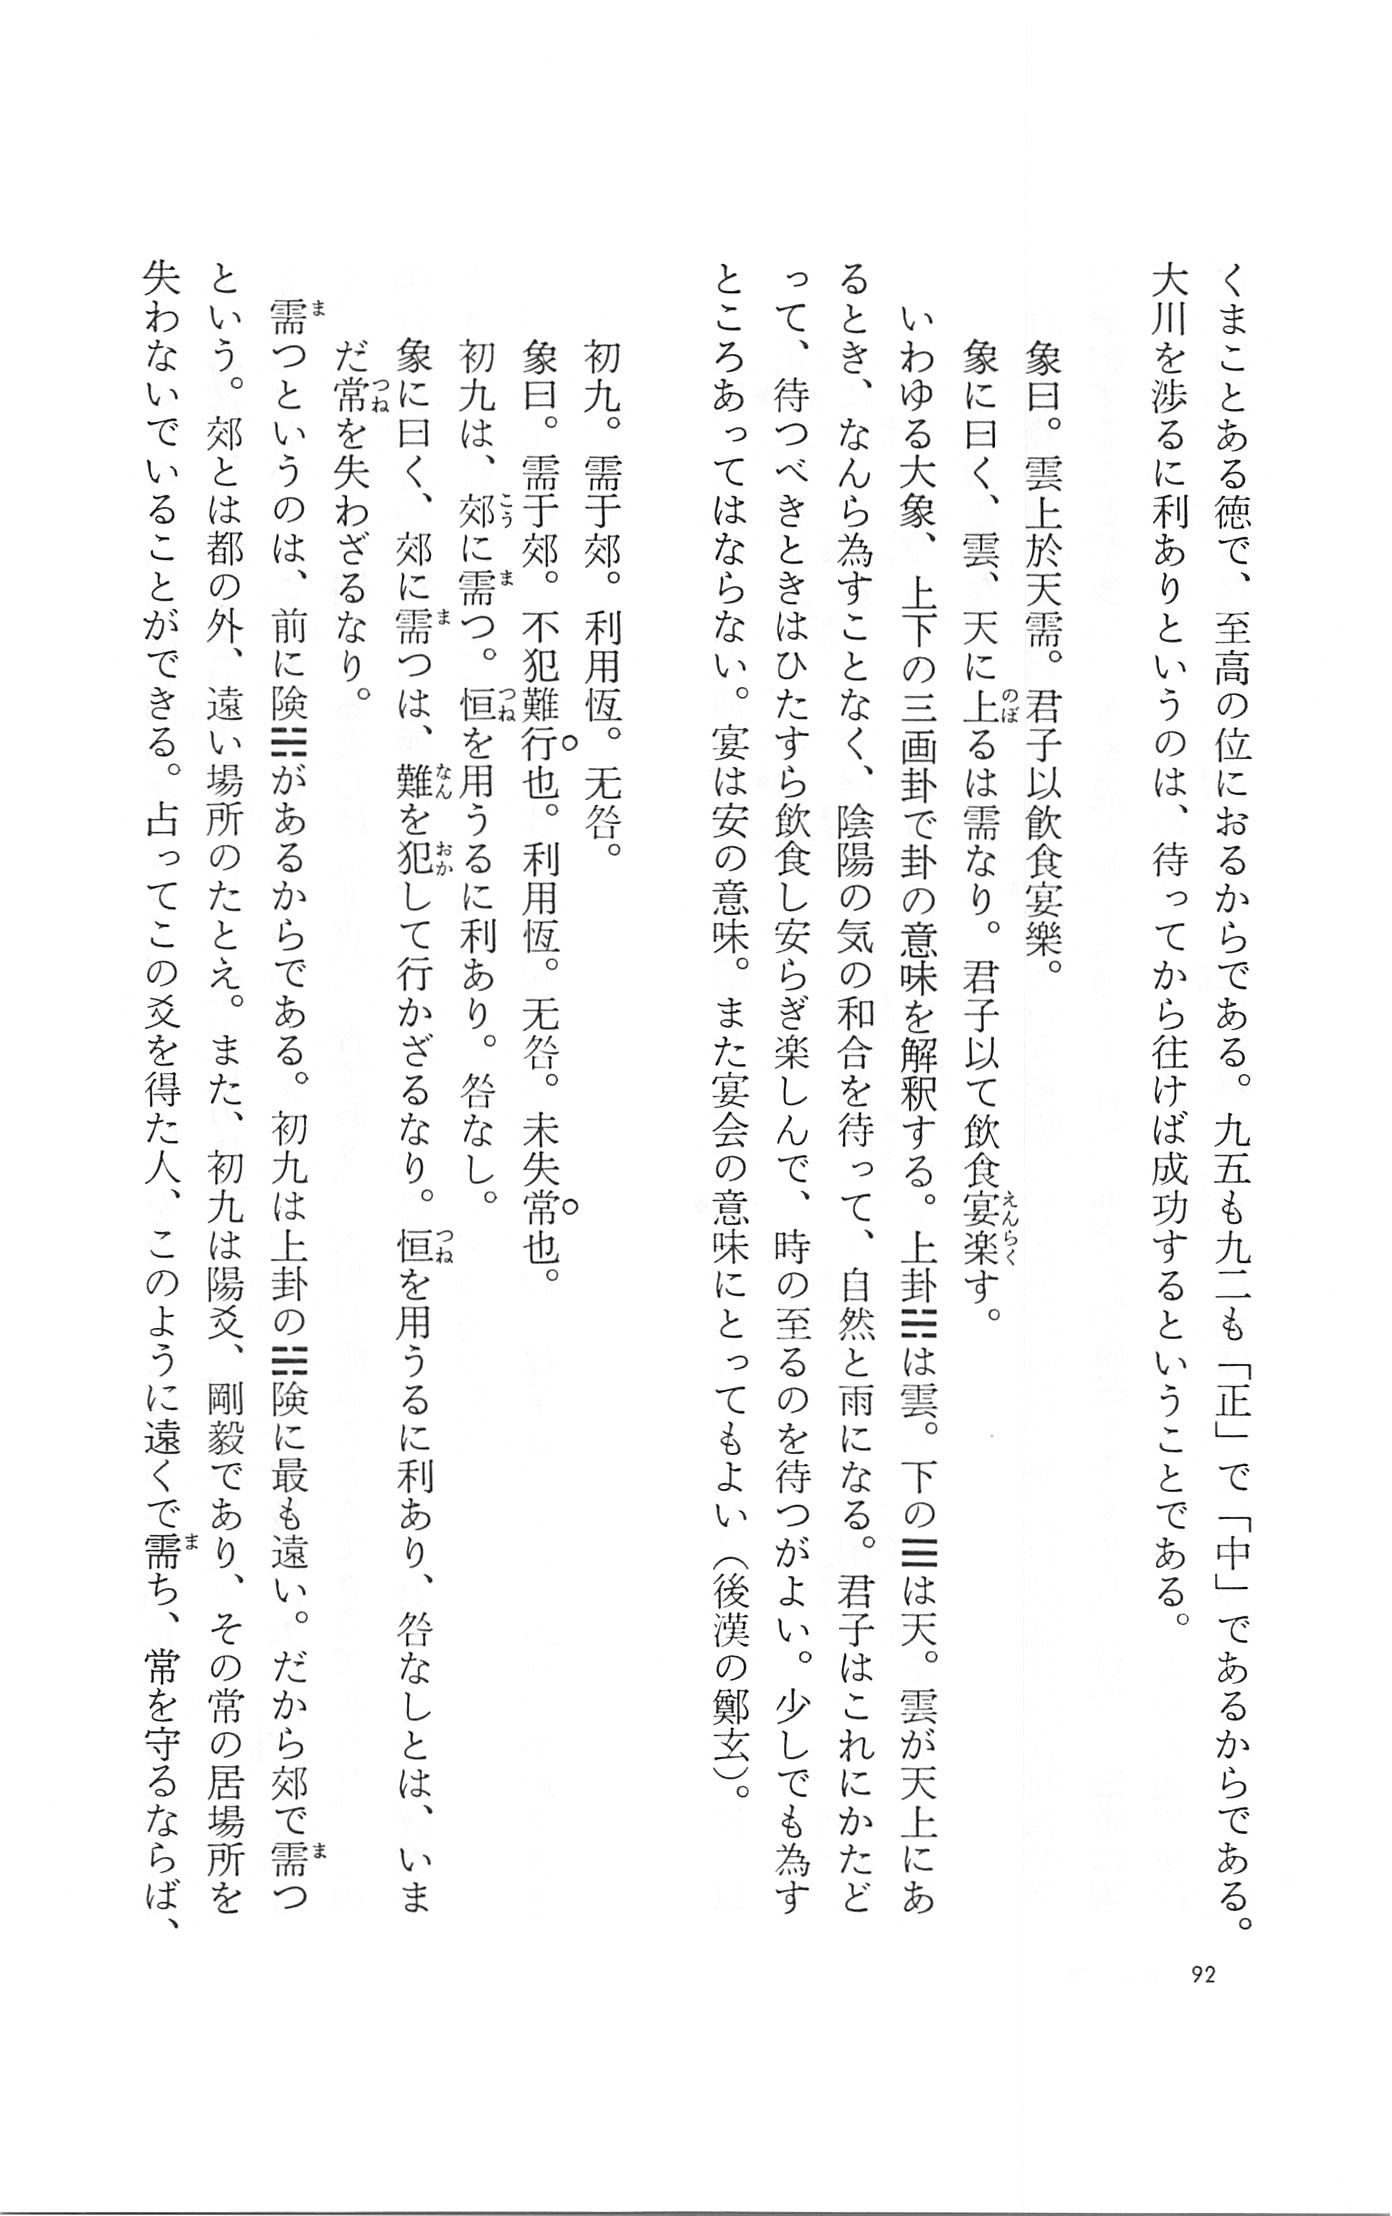 くまことある徳で、至高の位におるからである。九五も九二も「正」で「中」であるからである。
大川を渉るに利ありというのは、待ってから往けば成功するということである。
象曰。雲上於天需。君子以飮食宴樂。
象に曰く、雲、天に上るは需なり。君子以て飲食宴楽す。
いわゆる大象、上下の三画卦で卦の意味を解釈する。上卦☵は雲。下の☰は天。雲が天上にあ
るとき、なんら為すことなく、陰陽の気の和合を待って、自然と雨になる。君子はこれにかたど
って、待つべきときはひたすら飲食し安らぎ楽しんで、時の至るのを待つがよい。少しでも為す
ところあってはならない。宴は安の意味。また宴会の意味にとってもよい（後漢の鄭玄）。
初九。需于郊。利用恆。无咎。
象曰。需于郊。不犯難行也。利用恆。无咎。未失常也。
初九は、郊に需つ。恒を用うるに利あり。咎なし。
象に曰く、郊に需つは、難を犯して行かざるなり。恒を用うるに利あり、咎なしとは、いま
だ常を失わざるなり。
需つというのは、前に険☵があるからである。初九は上卦の☵険に最も遠い。だから郊で需つ
という。郊とは都の外、遠い場所のたとえ。また、初九は陽爻、剛毅であり、その常の居場所を
失わないでいることができる。占ってこの爻を得た人、このように遠くで需ち、常を守るならば、
92